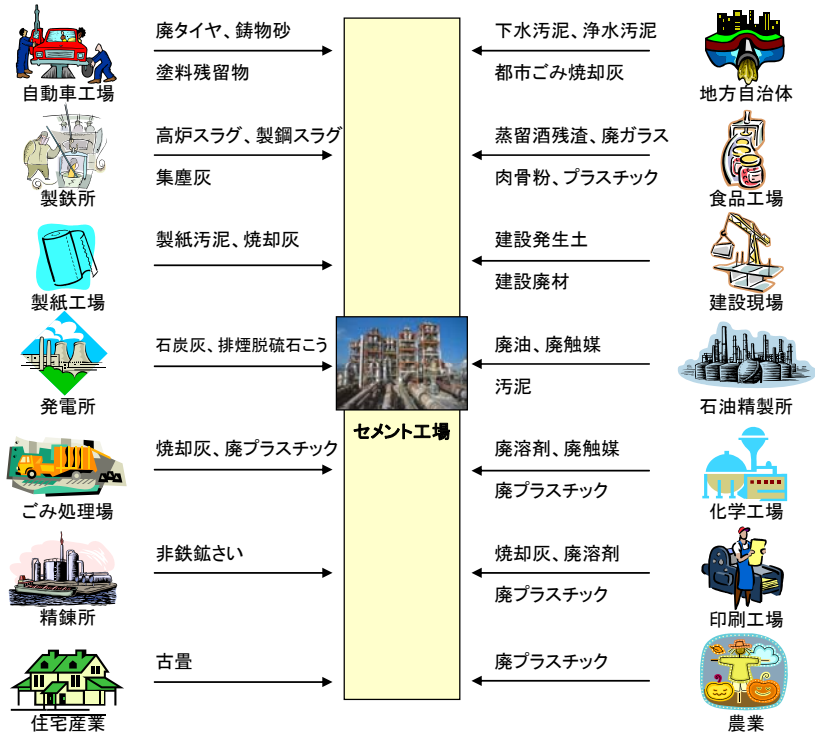 廃タイヤ、鋳物砂
塗料残留物
自動車工場
高炉スラグ、製鋼スラグ
集塵灰
製鉄所
製紙汚泥、焼却灰
製紙工場
石炭灰、排煙脱硫石こう
発電所
焼却灰、廃プラスチック
ごみ処理場
非鉄鉱さい
精錬所
古畳
住宅産業
セメント工場
下水汚泥、浄水汚泥
都市ごみ焼却灰
地方自治体
蒸留酒残渣、廃ガラス
肉骨粉、プラスチック
食品工場
建設発生土
建設廃材
建設現場
廃油、廃触媒
汚泥
石油精製所
廃溶剤、廃触媒
廃プラスチック
化学工場
焼却灰、廃溶剤
廃プラスチック
印刷工場
廃プラスチック
農業